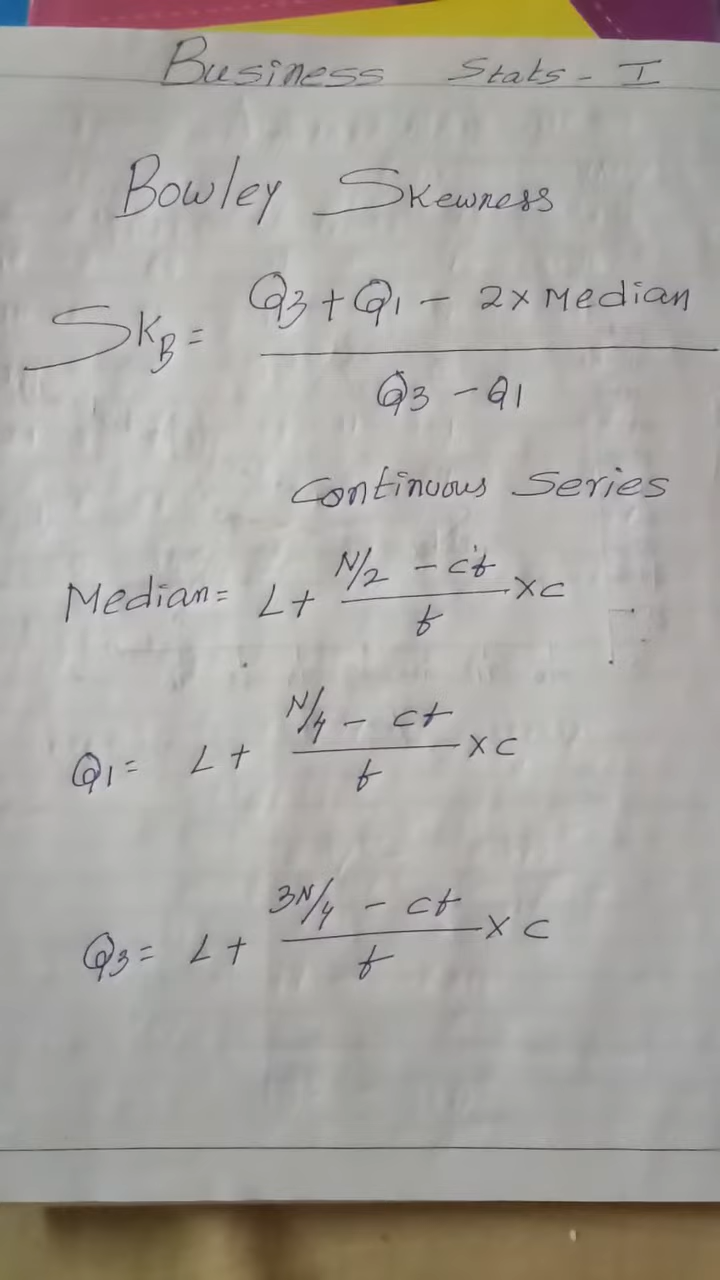 Business Stats - I
Bowley Skewness
SkB = Q3 + Q1 - 2 x Median / Q3 - Q1
Continuous Series
Median = L + N/2 - cf / f x c
Q1 = L + N/4 - cf / f x c
Q3 = L + 3N/4 - cf / f x c